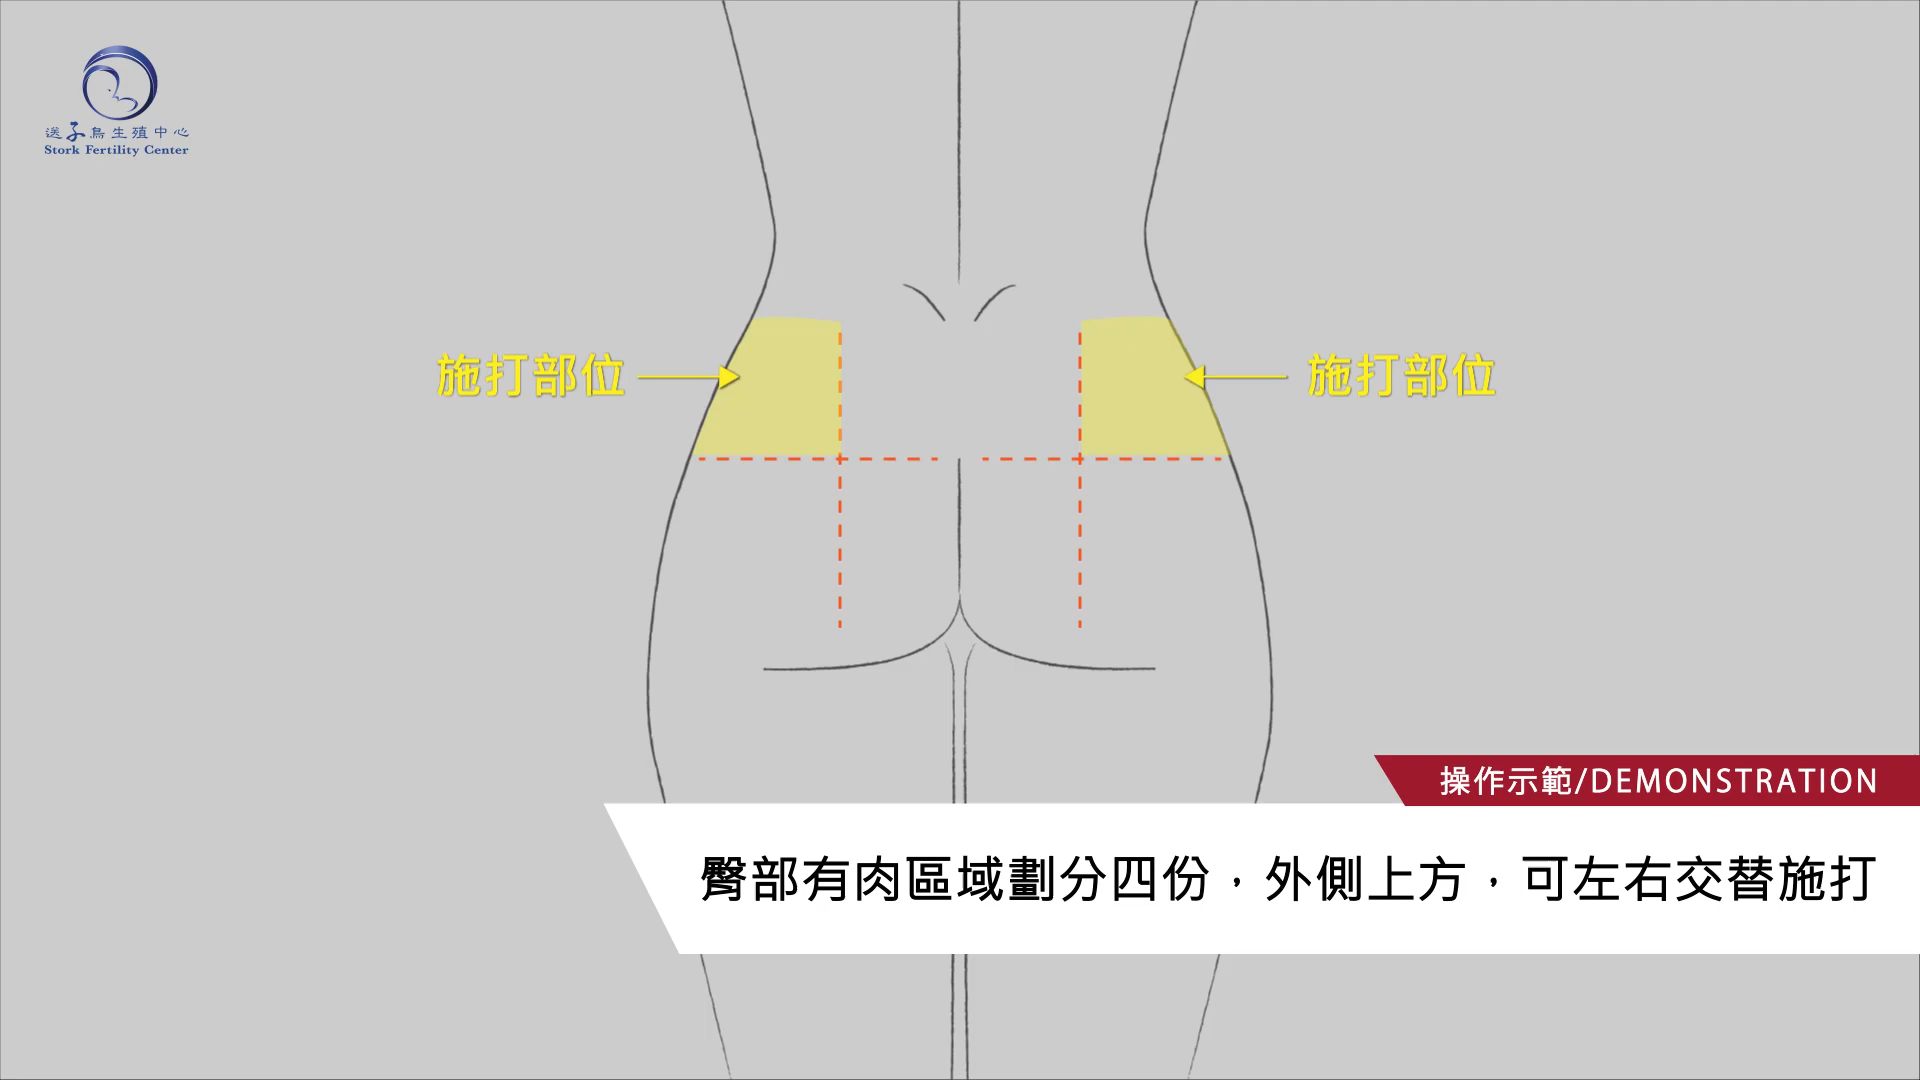 送子鳥生殖中心
Stork Fertility Center
施打部位
施打部位
操作示範/DEMONSTRATION
臀部有肉區域劃分四份，外側上方，可左右交替施打